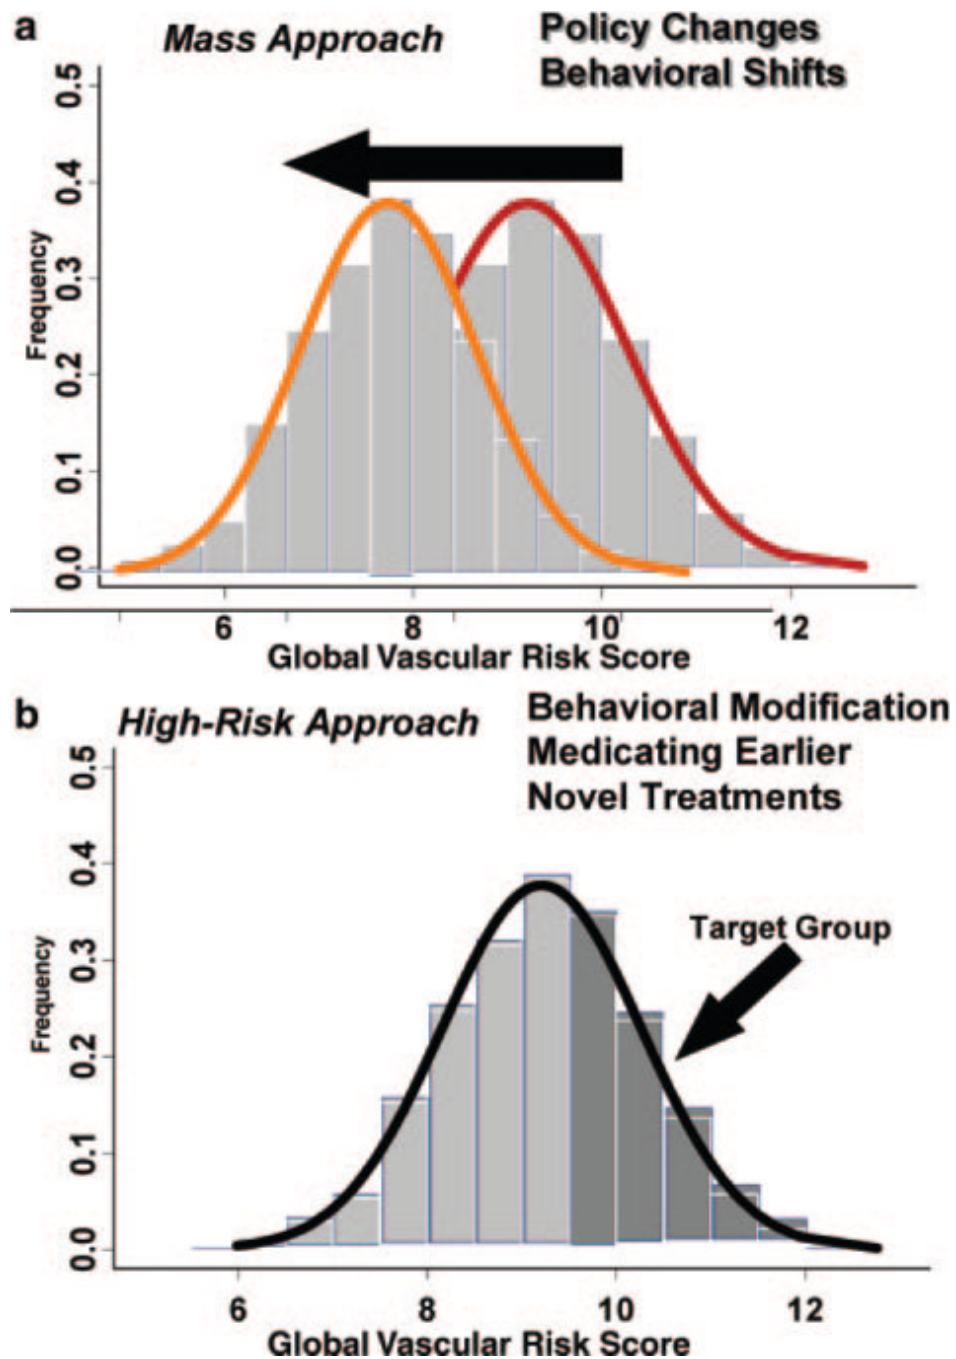 a
Mass Approach
Policy Changes
Behavioral Shifts
0.5
0.4
0.3
0.2
0.1
0.0
Frequency
6 8 10 12
Global Vascular Risk Score
b
High-Risk Approach
Behavioral Modification
Medicating Earlier
Novel Treatments
0.5
0.4
0.3
0.2
0.1
0.0
Frequency
Target Group
6 8 10 12
Global Vascular Risk Score